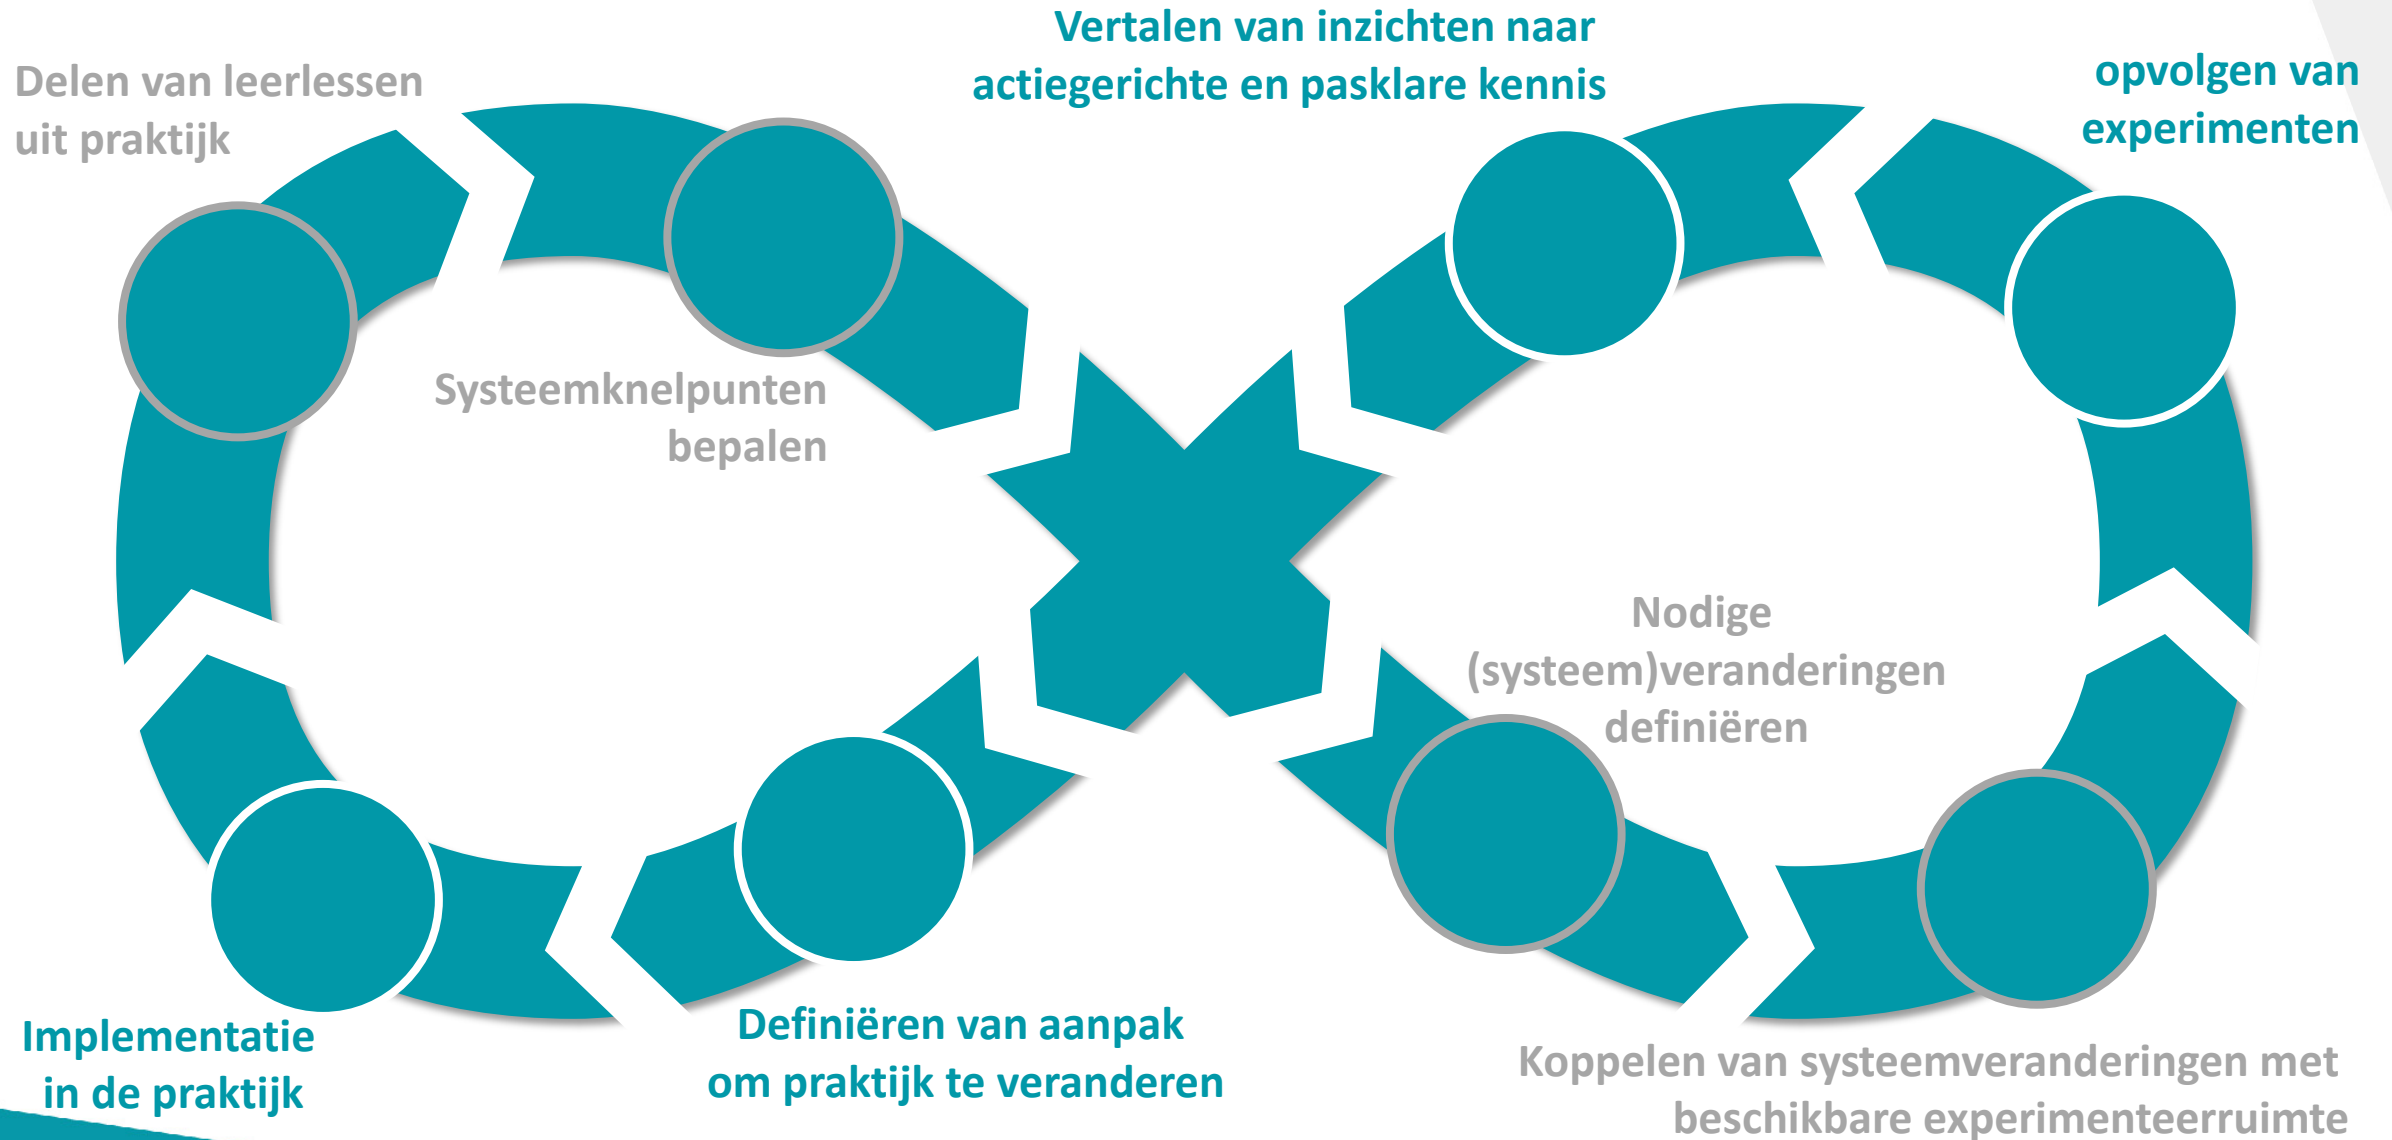 Delen van leerlessen
uit praktijk
Vertalen van inzichten naar
actiegerichte en pasklare kennis
opvolgen van
experimenten
Systeemknelpunten
bepalen
Nodige
(systeem)veranderingen
definiëren
Implementatie
in de praktijk
Definiëren van aanpak
om praktijk te veranderen
Koppelen van systeemveranderingen met
beschikbare experimenteerruimte